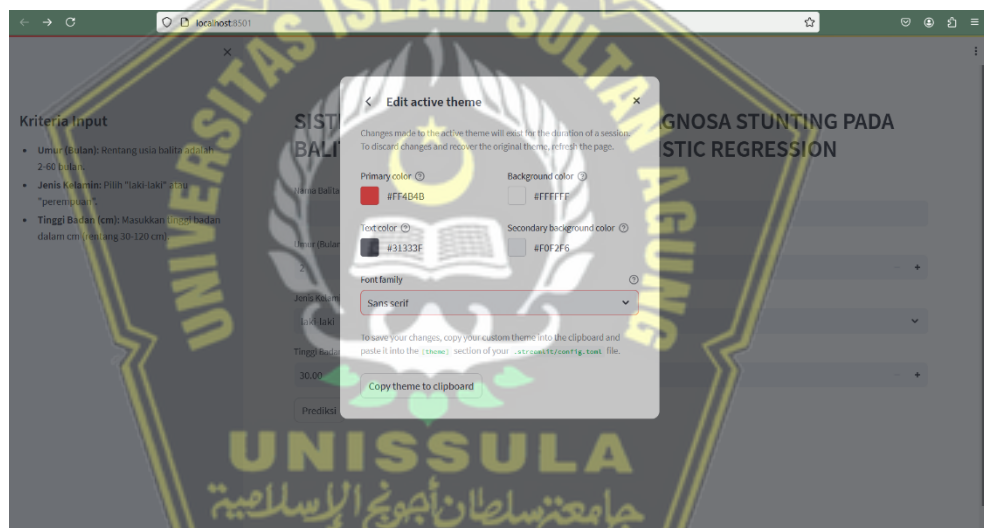 localhost:8501
Kriteria Input
Umur (Bulan): Rentang usia balita adalah
2-60 bulan.
Jenis Kelamin: Pilih "laki-laki" atau
"perempuan".
Tinggi Badan (cm): Masukkan tinggi badan
dalam cm (rentang 30-120 cm).
SIST GNOSA STUNTING PADA
BALIT STIC REGRESSION
Nama Balita
Umur (Bulan
2
Jenis Kelam
laki-laki
Tinggi Bada
30.00
Prediksi
Edit active theme
Changes made to the active theme will exist for the duration of a session.
To discard changes and recover the original theme, refresh the page.
Primary color
#FF4B4B
Background color
#FFFFFF
Text color
#31333F
Secondary background color
#F0F2F6
Font family
Sans serif
To save your changes, copy your custom theme into the clipboard and
paste it into the [theme] section of your .streamlit/config.toml file.
Copy theme to clipboard
UNIVERSITAS ISLAM SULTAN AGUNG
UNISSULA
جامعة سلطان أجونج الإسلامية